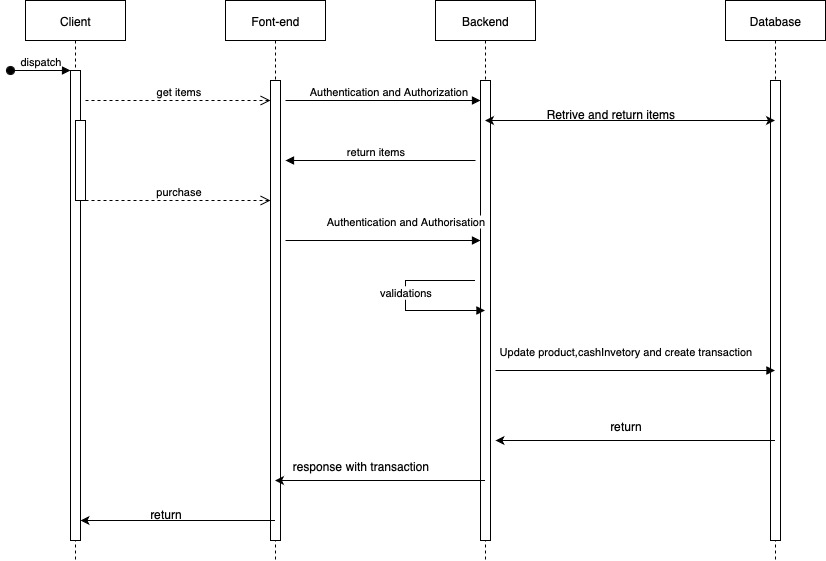 Client
Font-end
Backend
Database
dispatch
get items
Authentication and Authorization
Retrive and return items
return items
purchase
Authentication and Authorisation
validations
Update product,cashInvetory and create transaction
return
response with transaction
return